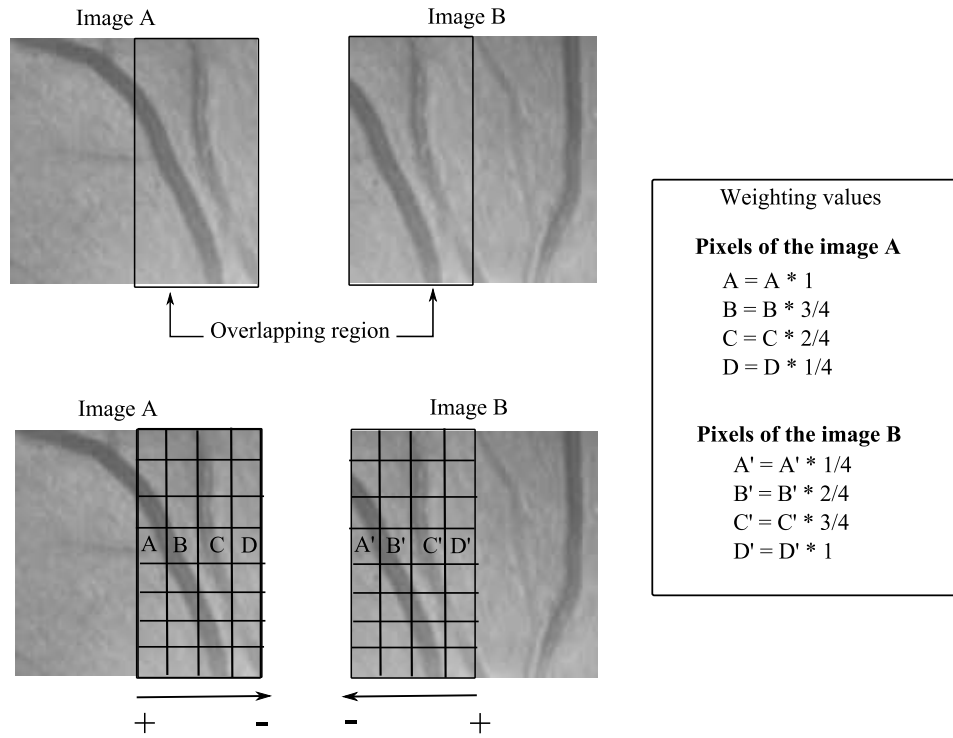 Image A
Image B
Overlapping region
Image A
Image B
A B C D
A' B' C' D'
+ -
- +
Weighting values
Pixels of the image A
A = A * 1
B = B * 3/4
C = C * 2/4
D = D * 1/4
Pixels of the image B
A' = A' * 1/4
B' = B' * 2/4
C' = C' * 3/4
D' = D' * 1